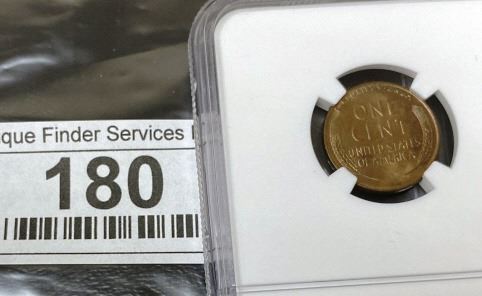 que Finder Services
180
ONE
CENT
UNITED STATES
OF AMERICA